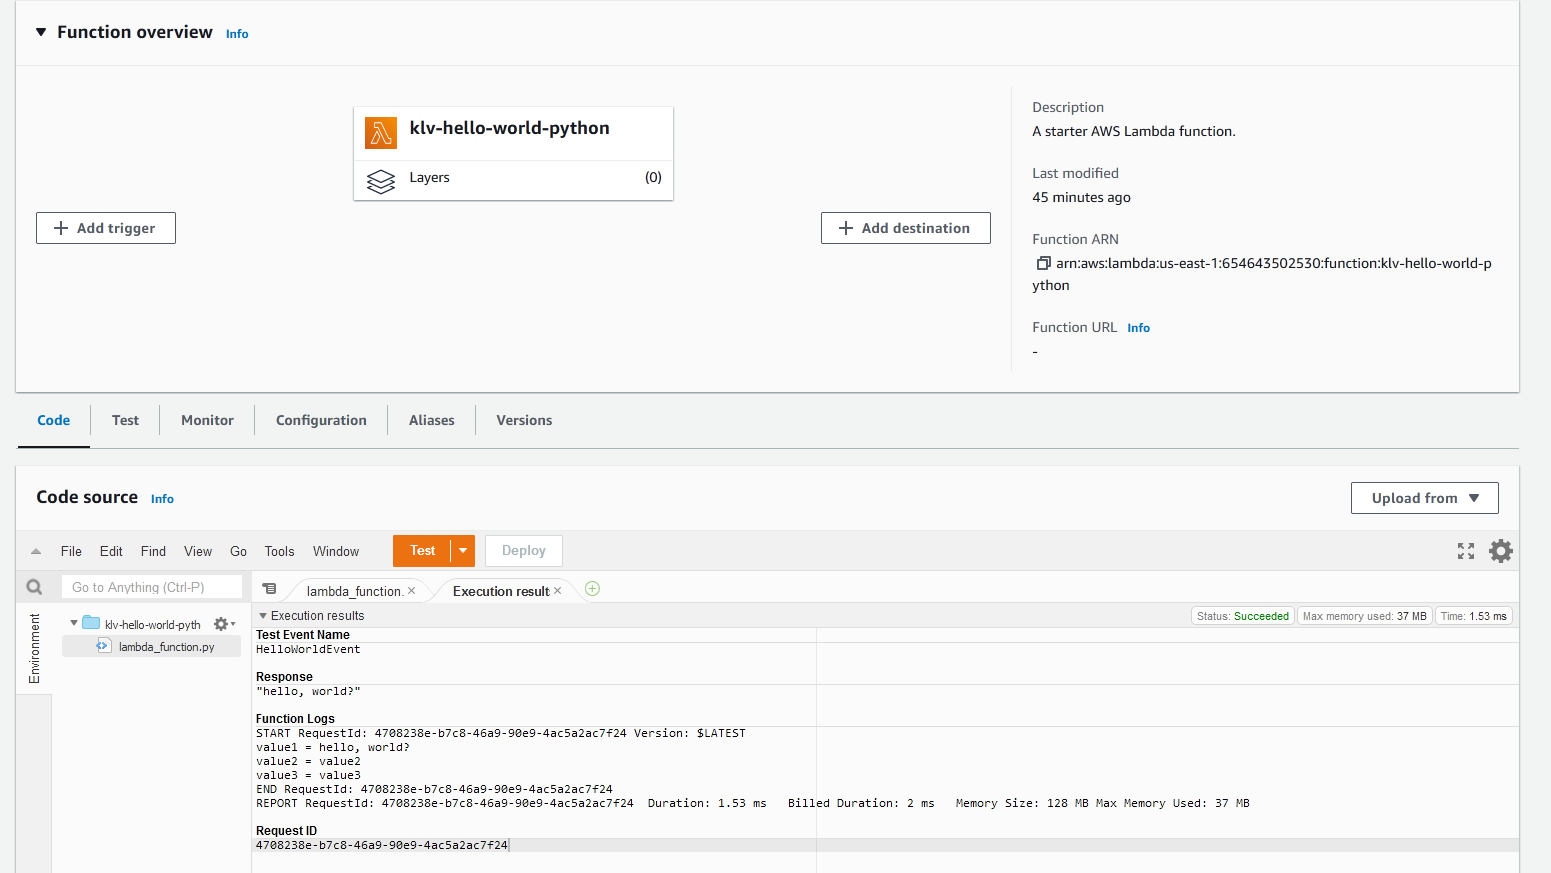 Function overview Info
klv-hello-world-python
Layers (0)
Add trigger
Add destination
Description
A starter AWS Lambda function.
Last modified
45 minutes ago
Function ARN
arn:aws:lambda:us-east-1:654643502530:function:klv-hello-world-p
ython
Function URL Info
-
Code Test Monitor Configuration Aliases Versions
Code source Info
Upload from
File Edit Find View Go Tools Window Test Deploy
Go to Anything (Ctrl-P)
lambda_function. × Execution result ×
Environment
klv-hello-world-pyth
lambda_function.py
Execution results Status: Succeeded Max memory used: 37 MB Time: 1.53 ms
Test Event Name
HelloWorldEvent
Response
"hello, world?"
Function Logs
START RequestId: 4708238e-b7c8-46a9-90e9-4ac5a2ac7f24 Version: $LATEST
value1 = hello, world?
value2 = value2
value3 = value3
END RequestId: 4708238e-b7c8-46a9-90e9-4ac5a2ac7f24
REPORT RequestId: 4708238e-b7c8-46a9-90e9-4ac5a2ac7f24 Duration: 1.53 ms Billed Duration: 2 ms Memory Size: 128 MB Max Memory Used: 37 MB
Request ID
4708238e-b7c8-46a9-90e9-4ac5a2ac7f24